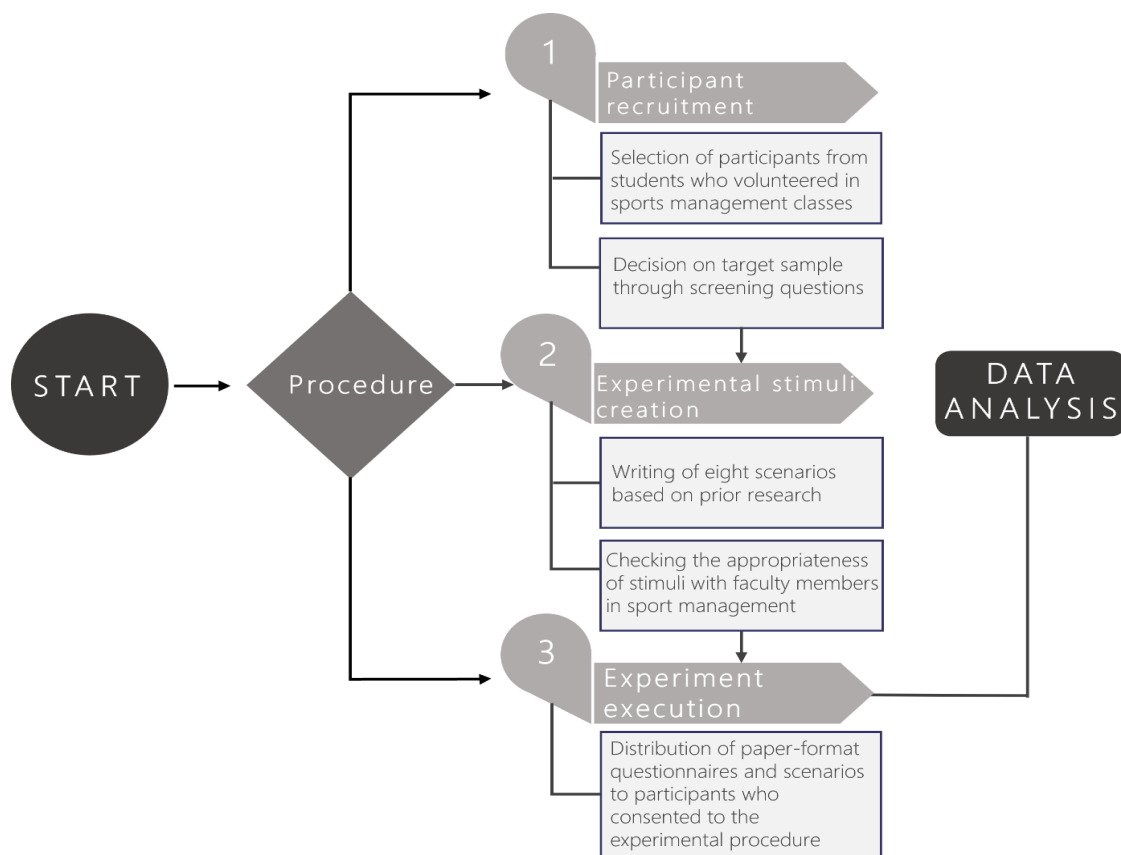 START
Procedure
1
Participant
recruitment
Selection of participants from
students who volunteered in
sports management classes
Decision on target sample
through screening questions
2
Experimental stimuli
creation
Writing of eight scenarios
based on prior research
Checking the appropriateness
of stimuli with faculty members
in sport management
3
Experiment
execution
Distribution of paper-format
questionnaires and scenarios
to participants who
consented to the
experimental procedure
DATA
ANALYSIS